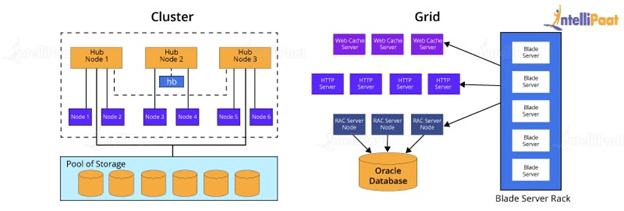 Cluster
Hub
Node 1
Hub
Node 2
Hub
Node 3
hb
Node 1
Node 2
Node 3
Node 4
Node 5
Node 6
Pool of Storage
Grid
IntelliPaat
Web Cache
Server
Web Cache
Server
Web Cache
Server
HTTP
Server
HTTP
Server
HTTP
Server
HTTP
Server
RAC Server
Node
RAC Server
Node
RAC Server
Node
Oracle
Database
Blade
Server
Blade
Server
Blade
Server
Blade
Server
Blade
Server
Blade Server Rack